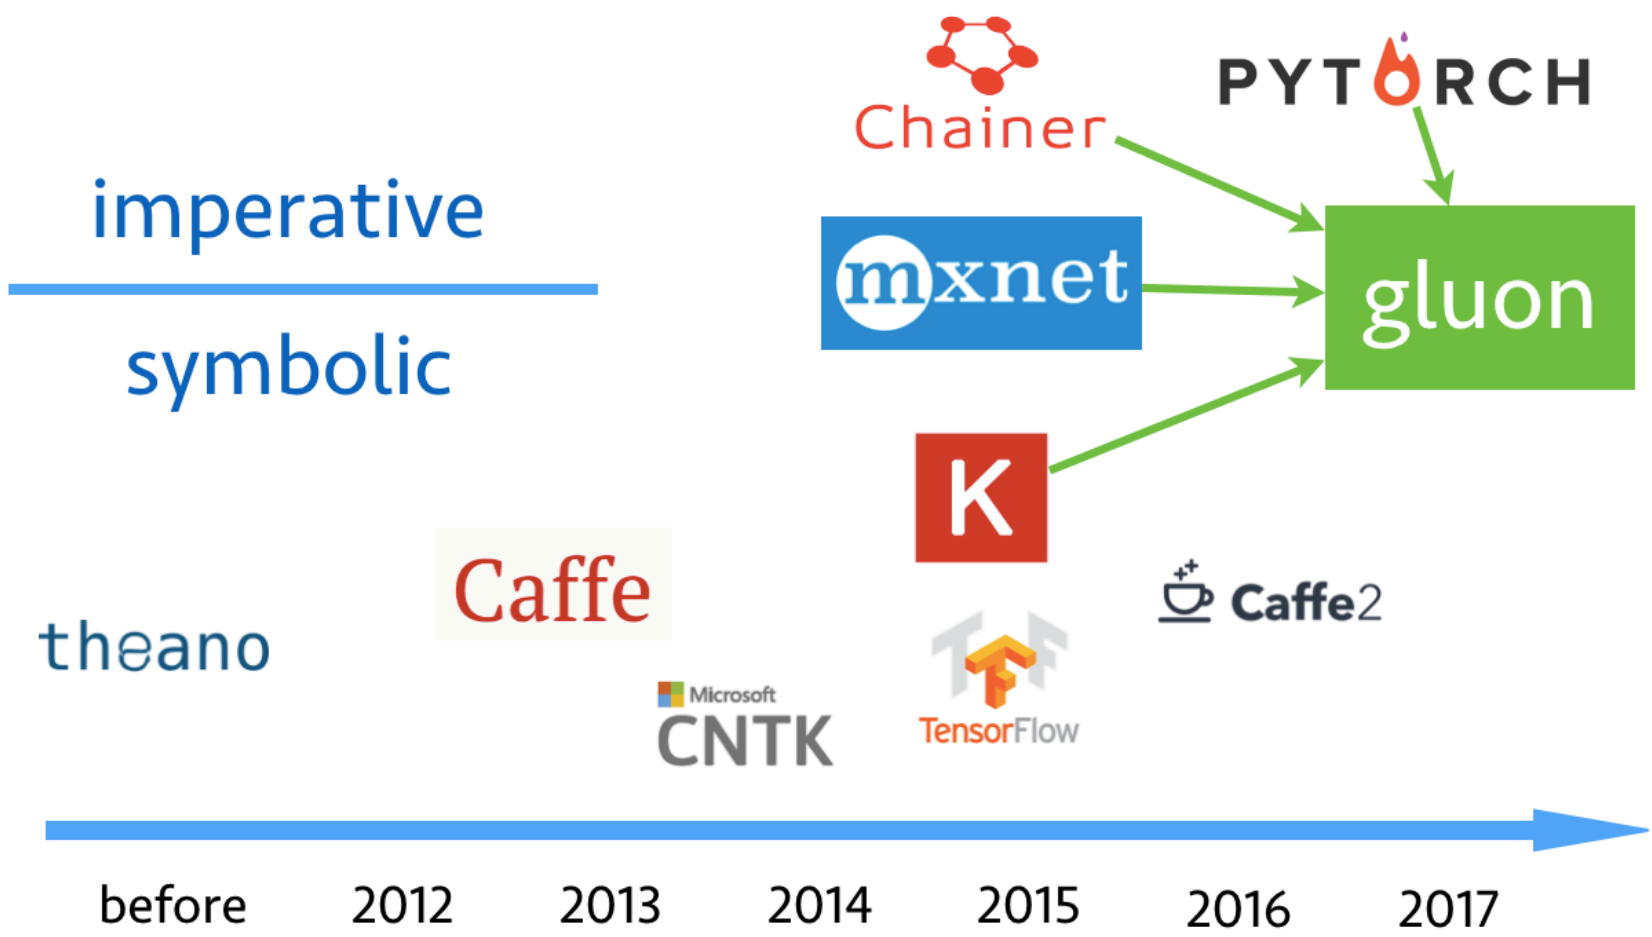 Chainer
PYTORCH
imperative
mxnet
gluon
symbolic
K
Caffe
Caffe2
theano
Microsoft
CNTK
TensorFlow
before 2012 2013 2014 2015 2016 2017